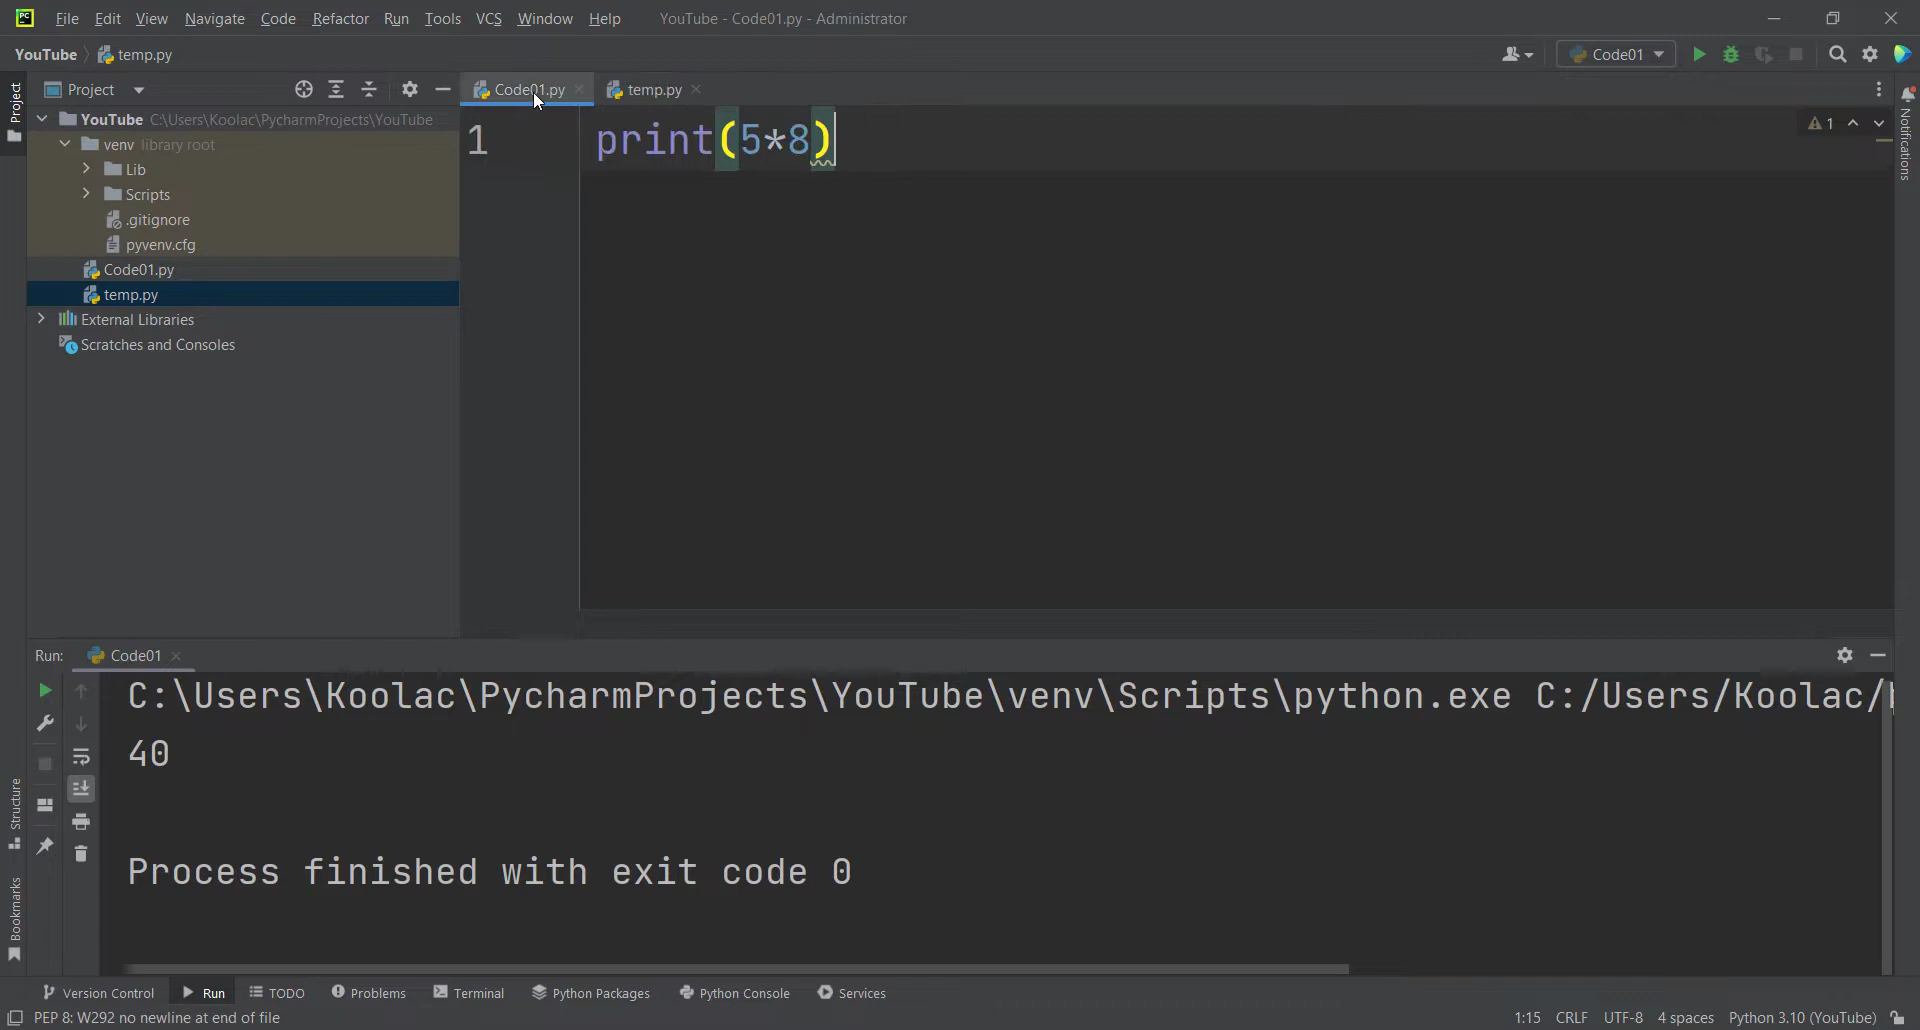 PC
File Edit View Navigate Code Refactor Run Tools VCS Window Help YouTube - Code01.py - Administrator
YouTube temp.py
Code01
Project
Project
Code01.py
temp.py
YouTube C:\Users\Koolac\PycharmProjects\YouTube
venv library root
Lib
Scripts
.gitignore
pyvenv.cfg
Code01.py
temp.py
External Libraries
Scratches and Consoles
1 print(5*8)
1
Notifications
Run: Code01
C:\Users\Koolac\PycharmProjects\YouTube\venv\Scripts\python.exe C:/Users/Koolac/
40
Process finished with exit code 0
Structure
Bookmarks
Version Control Run TODO Problems Terminal Python Packages Python Console Services
PEP 8: W292 no newline at end of file
1:15 CRLF UTF-8 4 spaces Python 3.10 (YouTube)